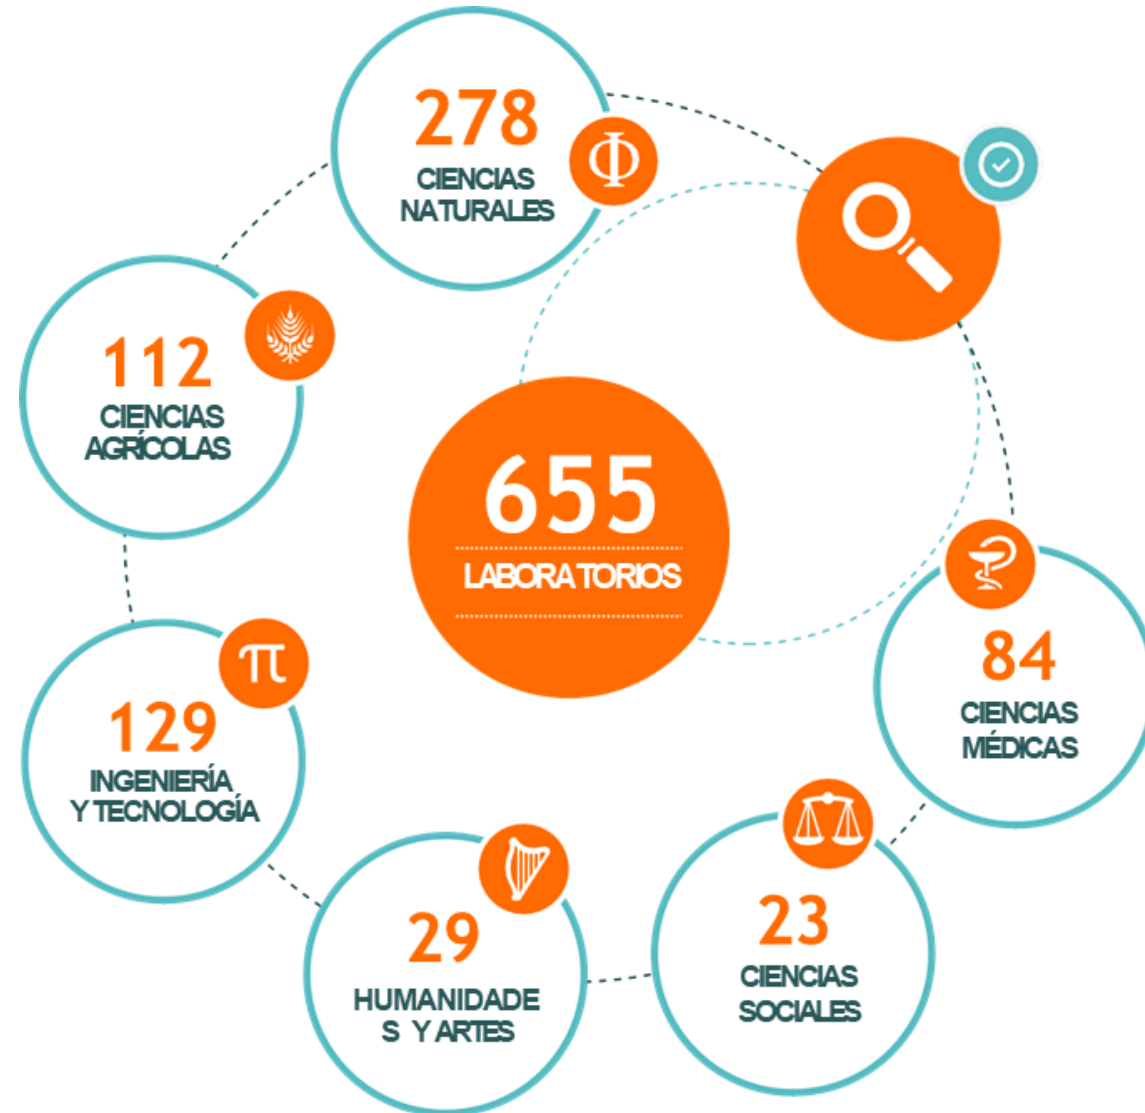 278
CIENCIAS
NATURALES
Φ
112
CIENCIAS
AGRÍCOLAS
655
LABORATORIOS
84
CIENCIAS
MÉDICAS
π
129
INGENIERÍA
Y TECNOLOGÍA
29
HUMANIDADE
S Y ARTES
23
CIENCIAS
SOCIALES